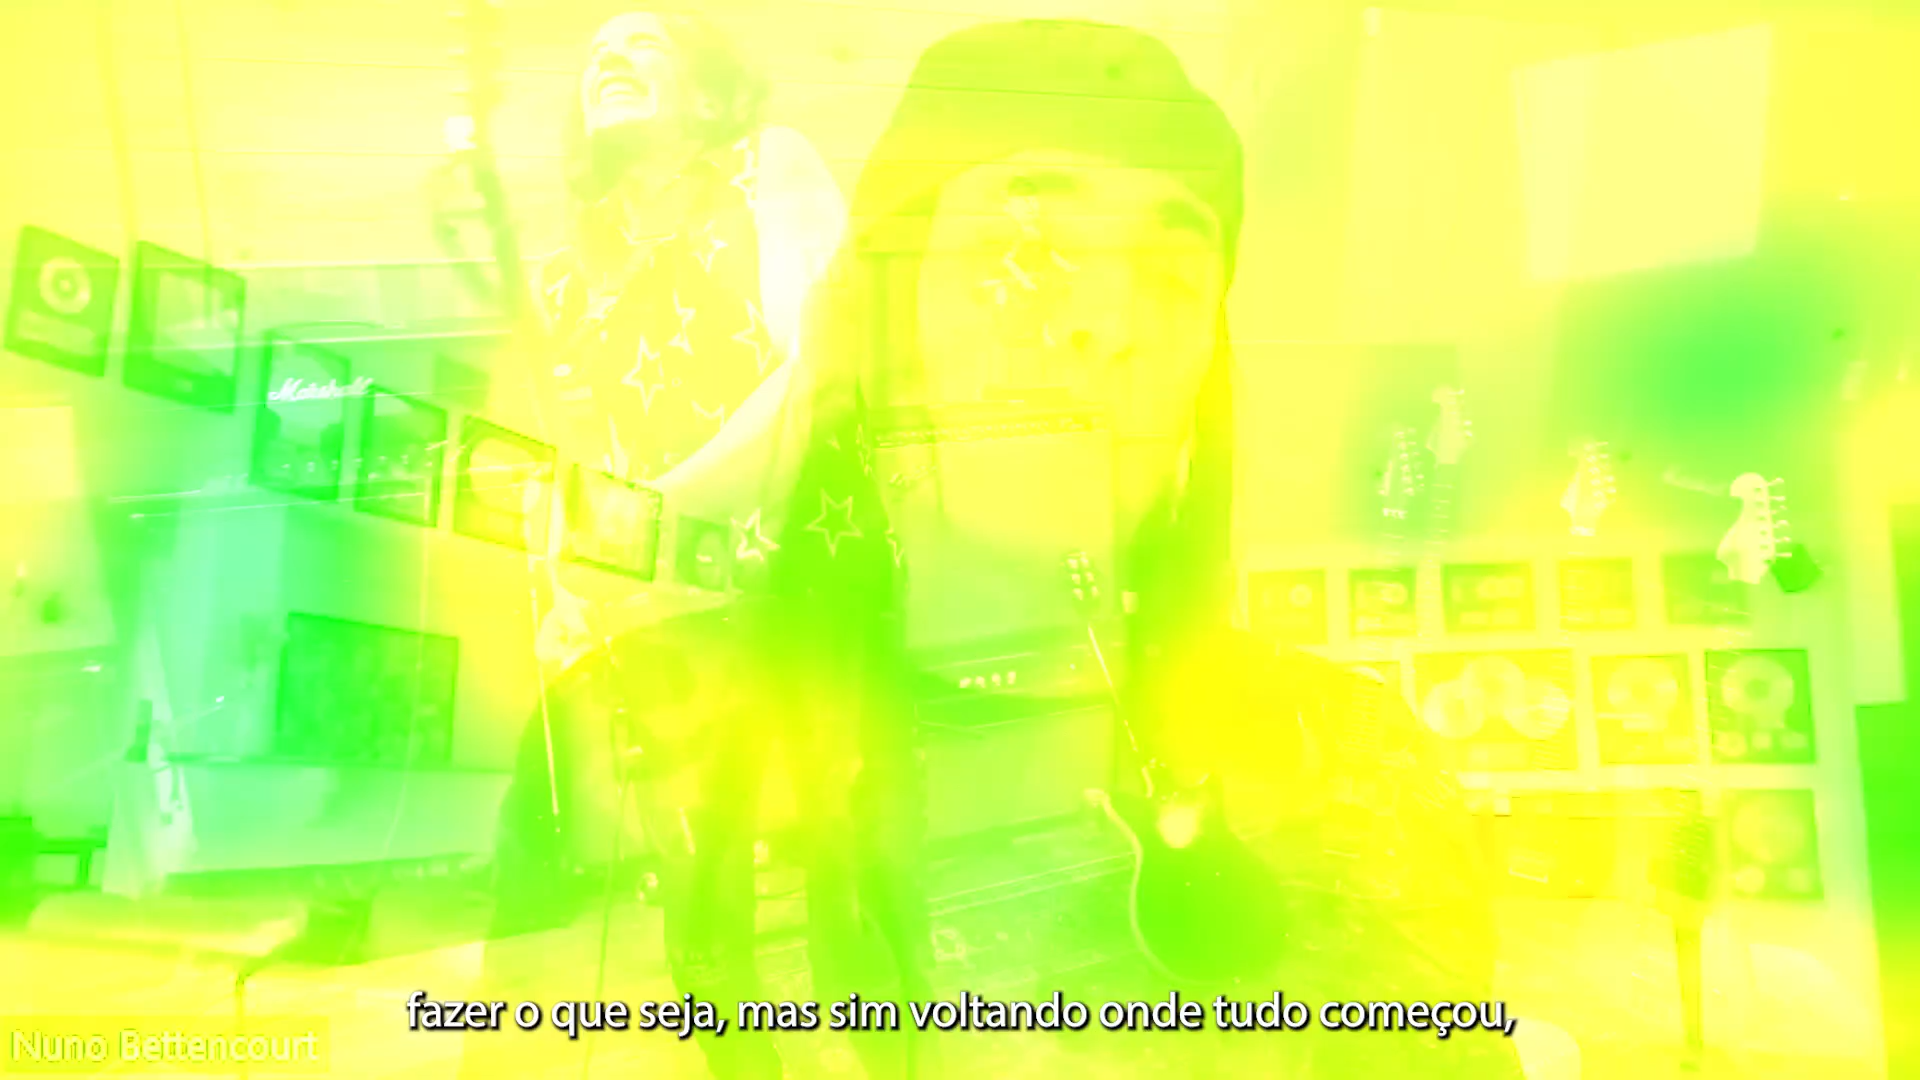 Marshall
fazer o que seja, mas sim voltando onde tudo começou,
Nuno Bettencourt